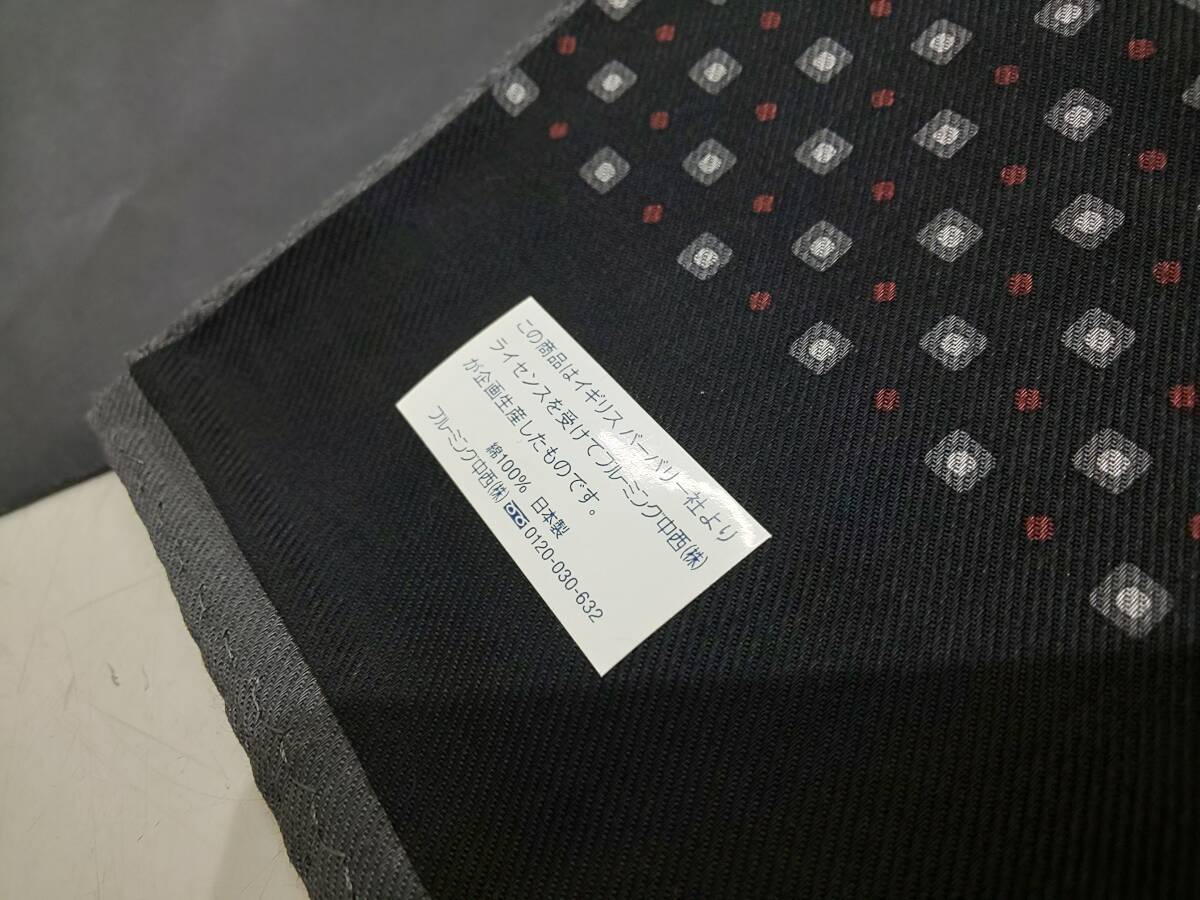 この商品はイギリスバーバリー社より
ライセンスを受けてブルーミング中西(株)
が企画生産したものです。
綿100% 日本製
ブルーミング中西(株) 0120-030-632